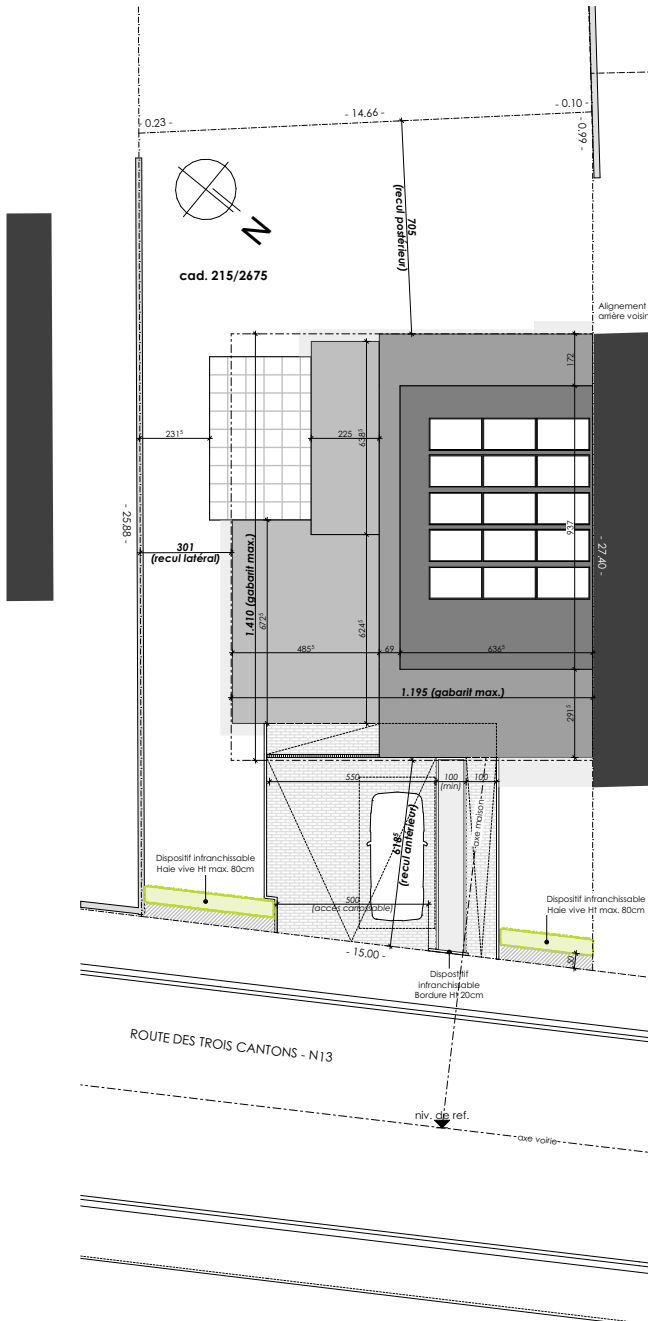 - 0.23 -
- 14.66 -
- 0.10 -
- 0.99 -
N
705
(recul postérieur)
cad. 215/2675
Alignement
arrière voisin
172
231⁵
225
638⁵
937
- 25.88 -
- 27.40 -
301
(recul latéral)
1.410 (gabarit max.)
672⁵
624⁵
485⁵
69
636⁵
1.195 (gabarit max.)
291⁵
550
100
(min)
100
axe maison
618⁵
(recul antérieur)
Dispositif infranchissable
Haie vive Ht max. 80cm
500
(accès carrossable)
Dispositif infranchissable
Haie vive Ht max. 80cm
50
- 15.00 -
Dispositif
infranchissable
Bordure Ht 20cm
ROUTE DES TROIS CANTONS - N13
niv. de ref.
axe voirie